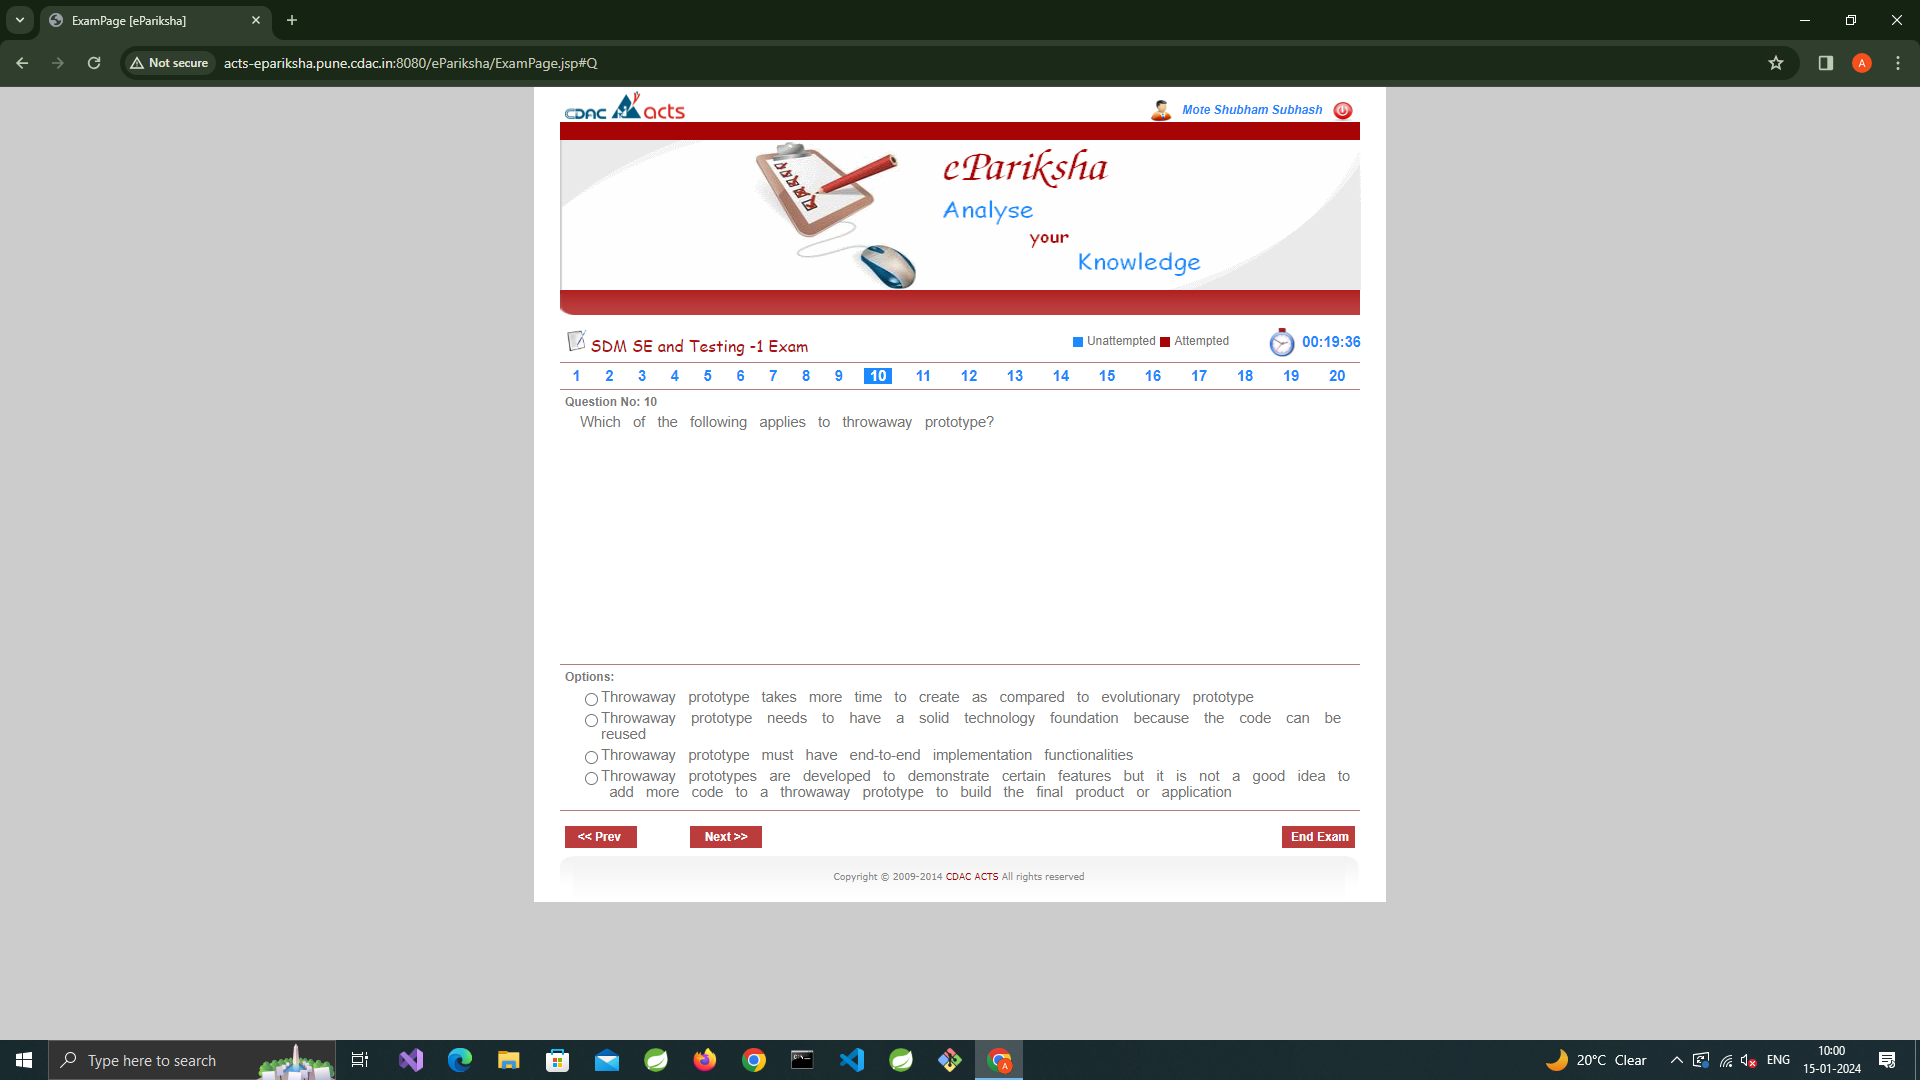 ExamPage [ePariksha]
Not secure acts-epariksha.pune.cdac.in:8080/ePariksha/ExamPage.jsp#Q
A
CDAC acts
Mote Shubham Subhash
ePariksha
Analyse
your
Knowledge
SDM SE and Testing -1 Exam
Unattempted Attempted
00:19:36
1 2 3 4 5 6 7 8 9 10 11 12 13 14 15 16 17 18 19 20
Question No: 10
Which of the following applies to throwaway prototype?
Options:
Throwaway prototype takes more time to create as compared to evolutionary prototype
Throwaway prototype needs to have a solid technology foundation because the code can be
reused
Throwaway prototype must have end-to-end implementation functionalities
Throwaway prototypes are developed to demonstrate certain features but it is not a good idea to
add more code to a throwaway prototype to build the final product or application
<< Prev Next >> End Exam
Copyright © 2009-2014 CDAC ACTS All rights reserved
Type here to search
20°C Clear
ENG
10:00
15-01-2024